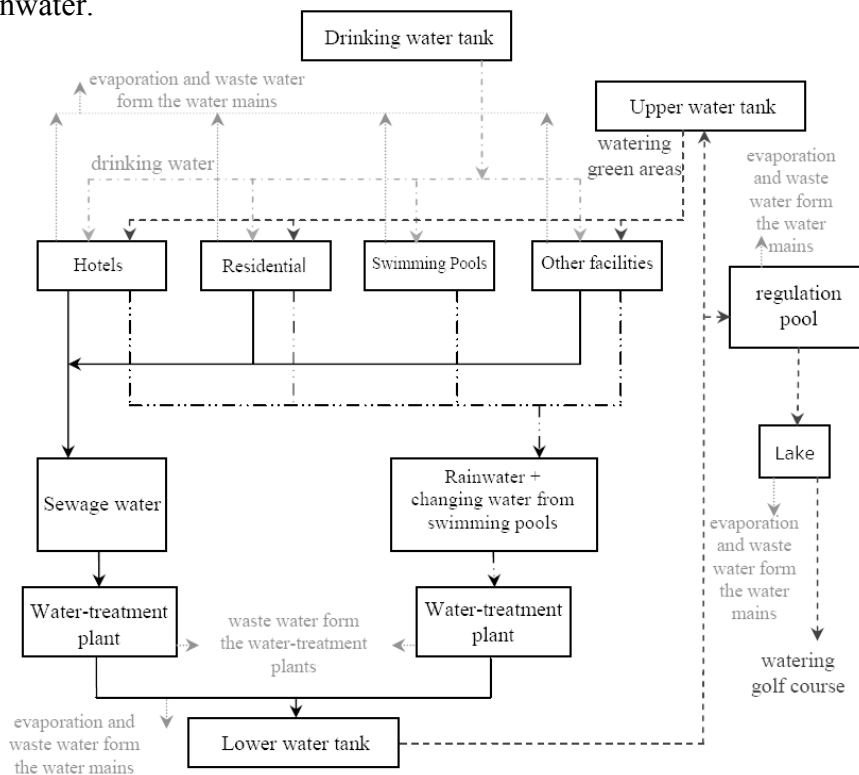 nwater.
Drinking water tank
evaporation and waste water
form the water mains
Upper water tank
watering
green areas
drinking water
evaporation
and waste
water form
the water
mains
Hotels
Residential
Swimming Pools
Other facilities
regulation
pool
Lake
Sewage water
Rainwater +
changing water from
swimming pools
evaporation
and waste
water form
the water
mains
Water-treatment
plant
waste water form
the water-treatment
plants
Water-treatment
plant
watering
golf course
evaporation and
waste water form
the water mains
Lower water tank